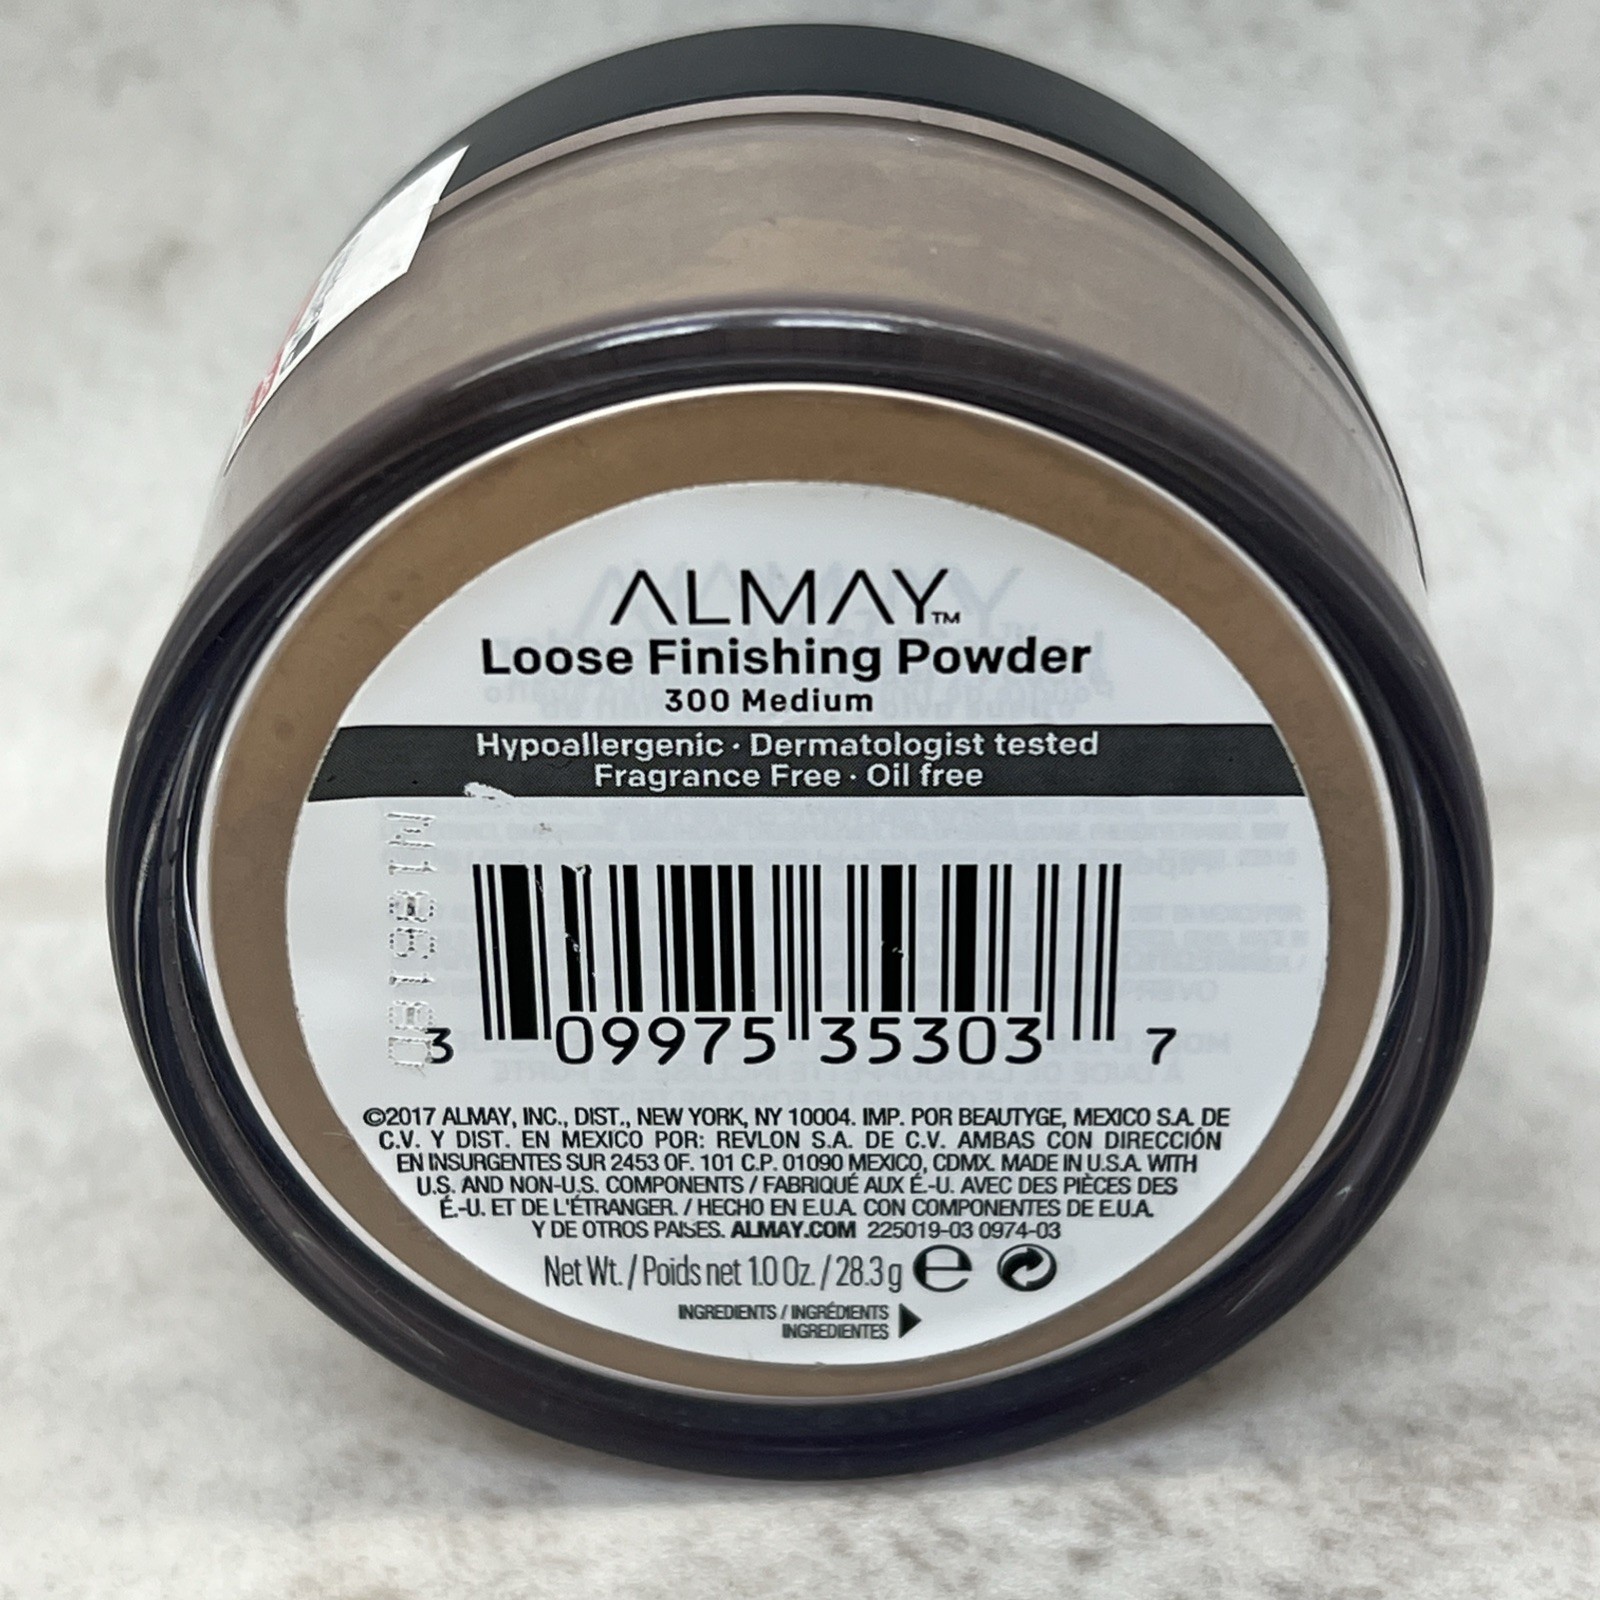 ALMAY™
Loose Finishing Powder
300 Medium
Hypoallergenic · Dermatologist tested
Fragrance Free · Oil free
3 09975 35303 7
©2017 ALMAY, INC., DIST., NEW YORK, NY 10004. IMP. POR BEAUTYGE, MEXICO S.A. DE
C.V. Y DIST. EN MEXICO POR: REVLON S.A. DE C.V. AMBAS CON DIRECCIÓN
EN INSURGENTES SUR 2453 OF. 101 C.P. 01090 MEXICO, CDMX. MADE IN U.S.A. WITH
U.S. AND NON-U.S. COMPONENTS / FABRIQUÉ AUX É.-U. AVEC DES PIÈCES DES
É.-U. ET DE L'ÉTRANGER. / HECHO EN E.U.A. CON COMPONENTES DE E.U.A.
Y DE OTROS PAISES. ALMAY.COM 225019-03 0974-03
Net Wt. / Poids net 1.0 Oz. / 28.3 g ℮
INGREDIENTS / INGRÉDIENTS
INGREDIENTES